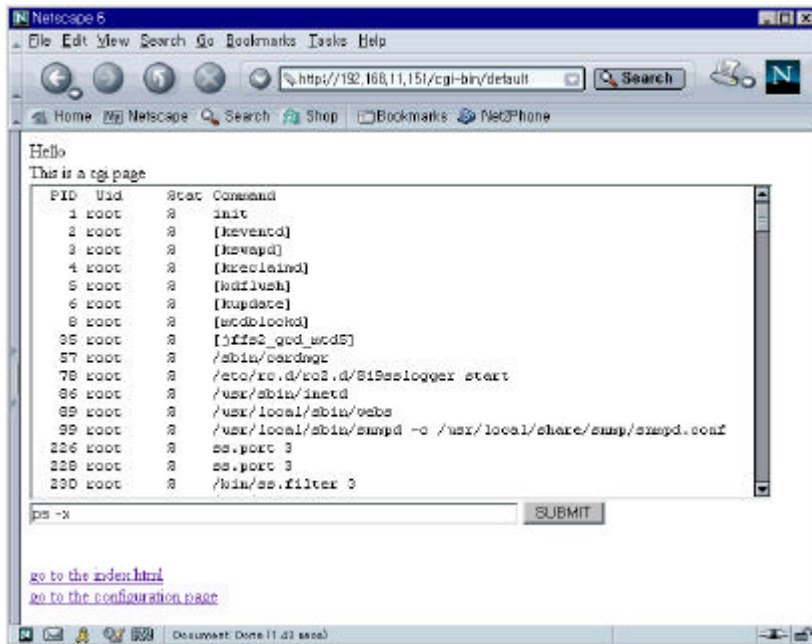 Netscape 6
File Edit View Search Go Bookmarks Tasks Help
http://192.168.11.151/cgi-bin/default Search N
Home My Netscape Search Shop Bookmarks Net2Phone
Hello
This is a cgi page
PID Uid Stat Command
1 root S init
2 root S [keventd]
3 root S [kswapd]
4 root S [kreclaimd]
5 root S [bdflush]
6 root S [kupdate]
8 root S [mtdblockd]
35 root S [jffs2_gcd_mtd5]
57 root S /sbin/cardmgr
78 root S /etc/rc.d/rc2.d/S19sslogger start
86 root S /usr/sbin/inetd
89 root S /usr/local/sbin/webs
99 root S /usr/local/sbin/snmpd -c /usr/local/share/snmp/snmpd.conf
226 root S ss.port 3
228 root S ss.port 3
230 root S /bin/ss.filter 3
ps -x SUBMIT
go to the index.html
go to the configuration page
Document: Done (1.43 secs)